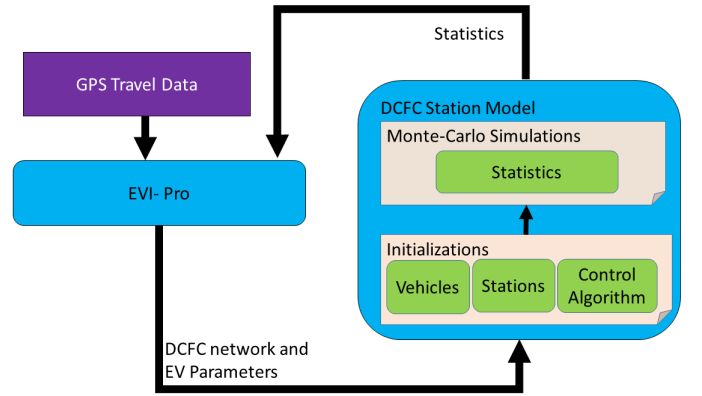 Statistics
GPS Travel Data
EVI- Pro
DCFC Station Model
Monte-Carlo Simulations
Statistics
Initializations
Vehicles
Stations
Control
Algorithm
DCFC network and
EV Parameters